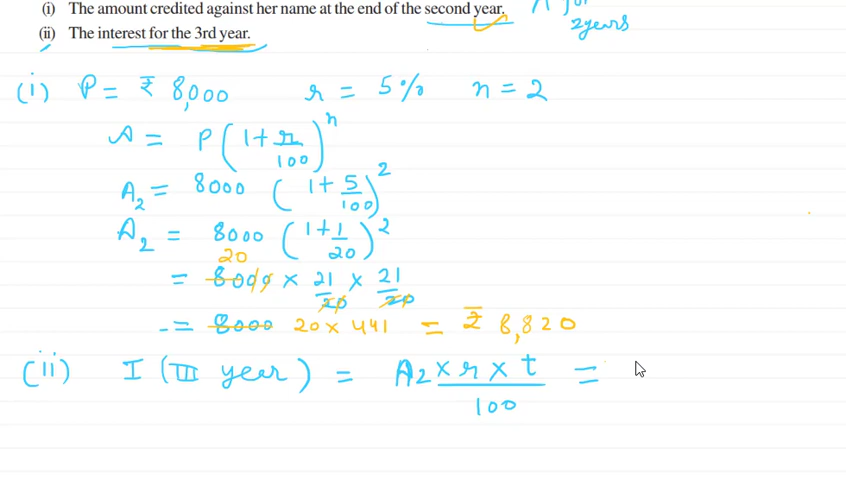 (i) The amount credited against her name at the end of the second year.
(ii) The interest for the 3rd year.
2years
(i) P = ₹ 8,000 r = 5% n = 2
A = P(1 + r/100)^n
A₂ = 8000 (1 + 5/100)²
A₂ = 8000 (1 + 1/20)²
20
= 8000 × 21/20 × 21/20
= 8000 20 × 441 = ₹ 8,820
(ii) I (III year) = A₂ × r × t / 100 =